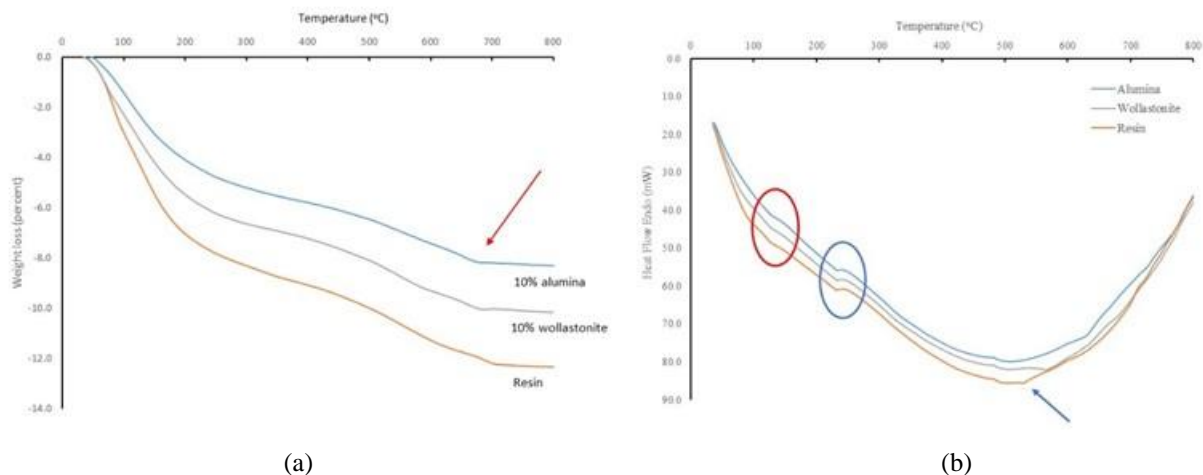 Temperature (ºC)
0 100 200 300 400 500 600 700 800
0.0
-2.0
-4.0
-6.0
-8.0
-10.0
-12.0
-14.0
Weight loss (percent)
10% alumina
10% wollastonite
Resin
(a)
Temperature (ºC)
0 100 200 300 400 500 600 700 800
0.0
10.0
20.0
30.0
40.0
50.0
60.0
70.0
80.0
90.0
Heat Flow Endo (mW)
Alumina
Wollastonite
Resin
(b)